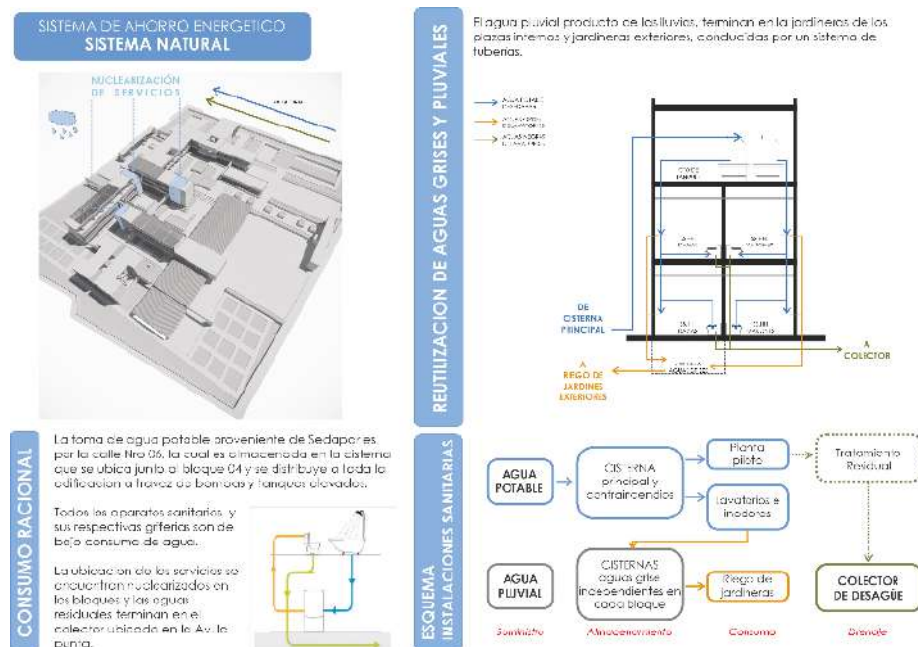 SISTEMA DE AHORRO ENERGETICO
SISTEMA NATURAL
NUCLEARIZACIÓN
DE SERVICIOS
CONSUMO RACIONAL
La toma de agua potable proveniente de Sedapar es
por la calle Nro 06, la cual es almacenada en la cisterna
que se ubica junto al bloque 04 y se distribuye a toda la
edificación a travez de bombas y tanques elevados.
Todos los aparatos sanitarios y
sus respectivas griferias son de
bajo consumo de agua.
La ubicacion de los servicios se
encuentran nuclearizados en
los bloques y las aguas
residuales terminan en el
colector ubicado en la Av. la
punta.
REUTILIZACION DE AGUAS GRISES Y PLUVIALES
El agua pluvial producto de las lluvias, terminan en la jardineras de los
plazas internos y jardineras exteriores, conducidas por un sistema de
tuberias.
DE
CISTERNA
PRINCIPAL
A
COLECTOR
A
RIEGO DE
JARDINES
EXTERIORES
ESQUEMA
INSTALACIONES SANITARIAS
AGUA
POTABLE
CISTERNA
principal y
contraincendios
Planta
piloto
Tratamiento
Residual
Lavatorios e
inodoros
AGUA
PLUVIAL
CISTERNAS
aguas grise
independientes en
cada bloque
Riego de
jardineras
COLECTOR
DE DESAGÜE
Suministro
Almacenamiento
Consumo
Drenaje